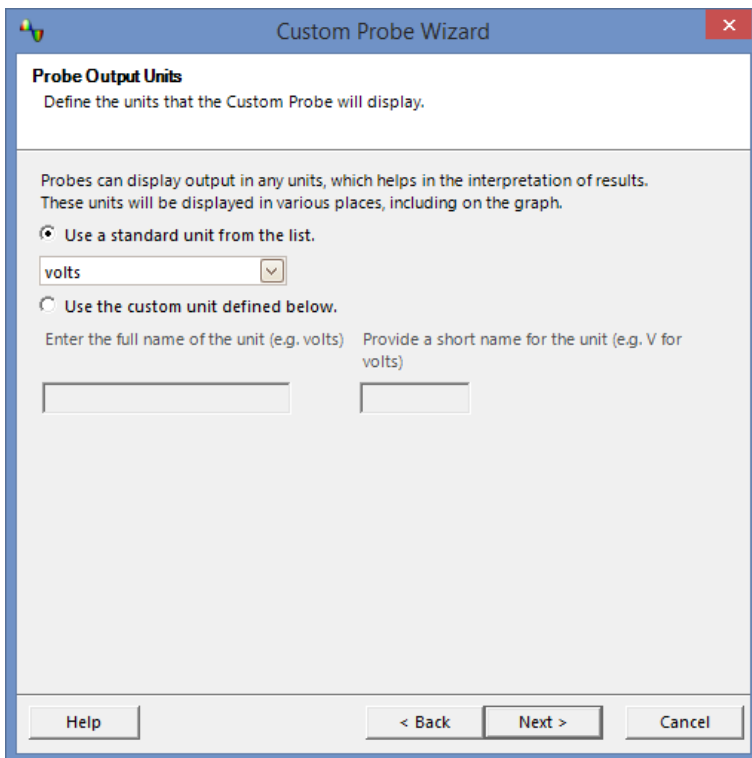 Custom Probe Wizard
Probe Output Units
Define the units that the Custom Probe will display.
Probes can display output in any units, which helps in the interpretation of results.
These units will be displayed in various places, including on the graph.
Use a standard unit from the list.
volts
Use the custom unit defined below.
Enter the full name of the unit (e.g. volts)
Provide a short name for the unit (e.g. V for
volts)
Help
< Back
Next >
Cancel